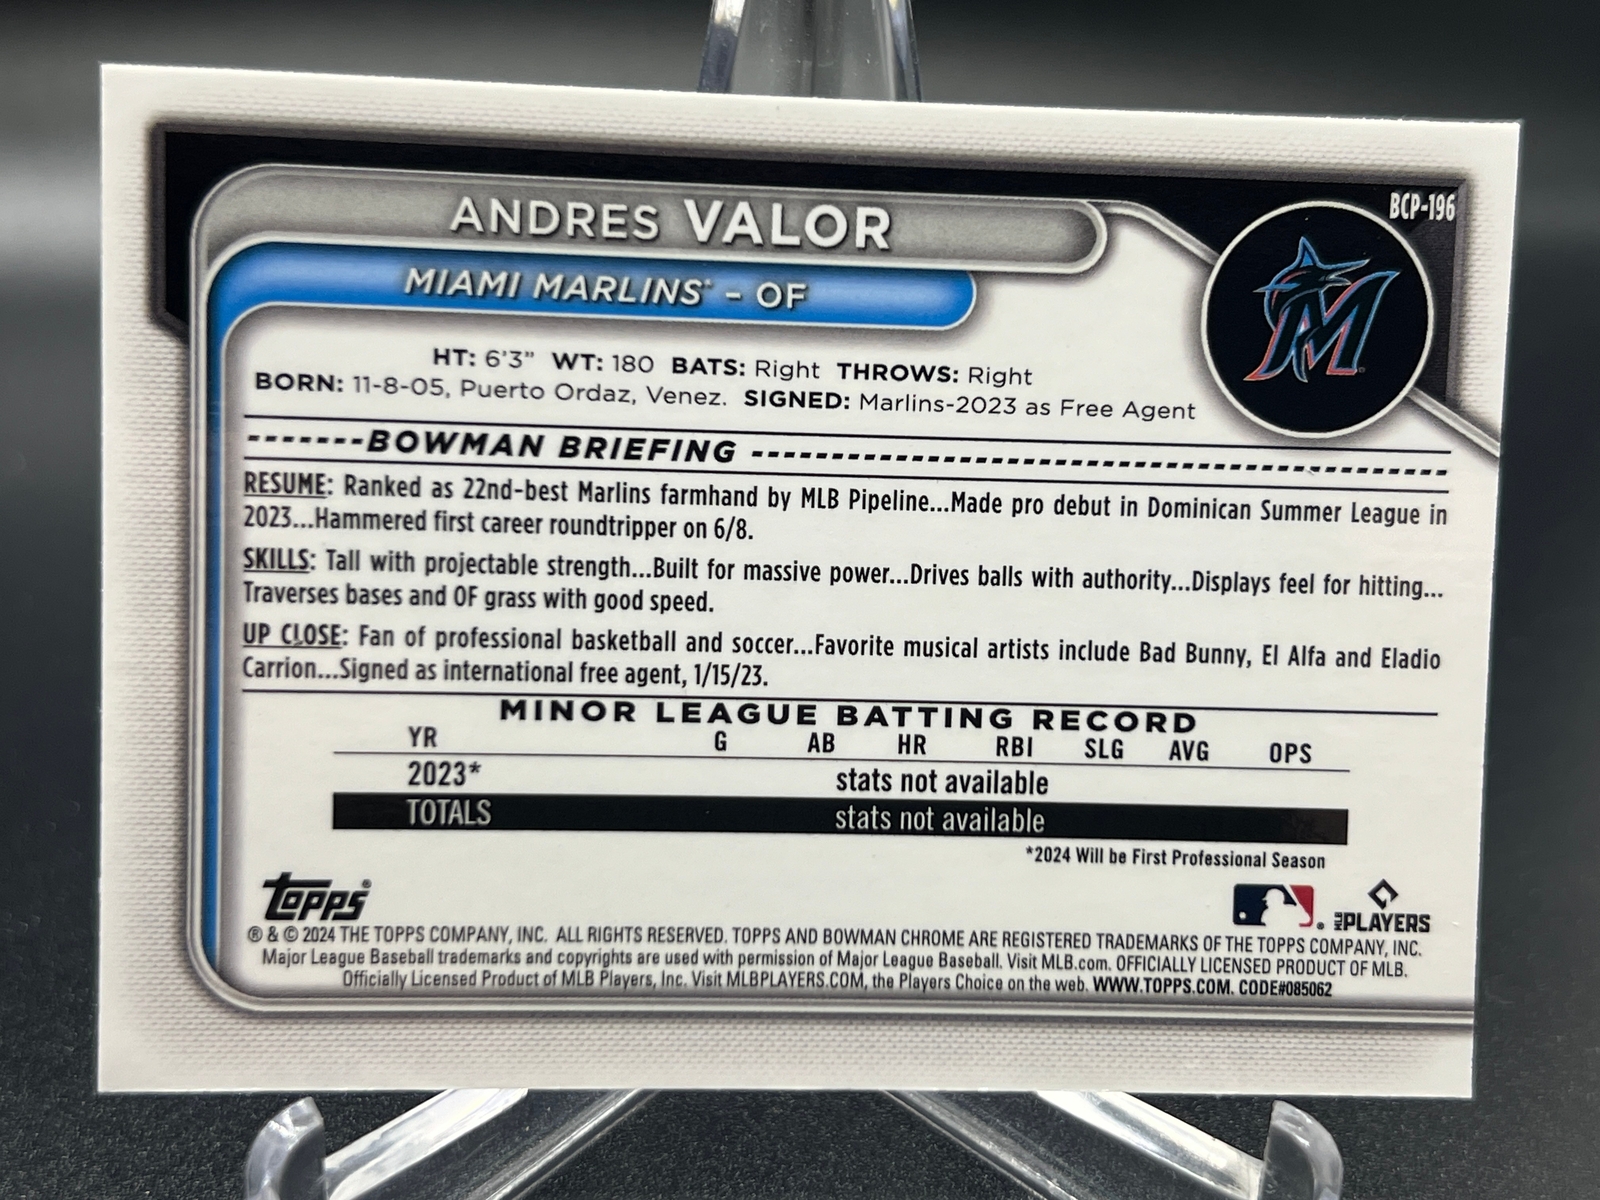 BCP-196
ANDRES VALOR
MIAMI MARLINS® – OF
M
HT: 6'3" WT: 180 BATS: Right THROWS: Right
BORN: 11-8-05, Puerto Ordaz, Venez. SIGNED: Marlins-2023 as Free Agent
BOWMAN BRIEFING
RESUME: Ranked as 22nd-best Marlins farmhand by MLB Pipeline...Made pro debut in Dominican Summer League in
2023...Hammered first career roundtripper on 6/8.
SKILLS: Tall with projectable strength...Built for massive power...Drives balls with authority...Displays feel for hitting...
Traverses bases and OF grass with good speed.
UP CLOSE: Fan of professional basketball and soccer...Favorite musical artists include Bad Bunny, El Alfa and Eladio
Carrion...Signed as international free agent, 1/15/23.
MINOR LEAGUE BATTING RECORD
YR G AB HR RBI SLG AVG OPS
2023* stats not available
TOTALS stats not available
*2024 Will be First Professional Season
topps® MLB PLAYERS
® & © 2024 THE TOPPS COMPANY, INC. ALL RIGHTS RESERVED. TOPPS AND BOWMAN CHROME ARE REGISTERED TRADEMARKS OF THE TOPPS COMPANY, INC.
Major League Baseball trademarks and copyrights are used with permission of Major League Baseball. Visit MLB.com. OFFICIALLY LICENSED PRODUCT OF MLB.
Officially Licensed Product of MLB Players, Inc. Visit MLBPLAYERS.COM, the Players Choice on the web. WWW.TOPPS.COM. CODE#085062